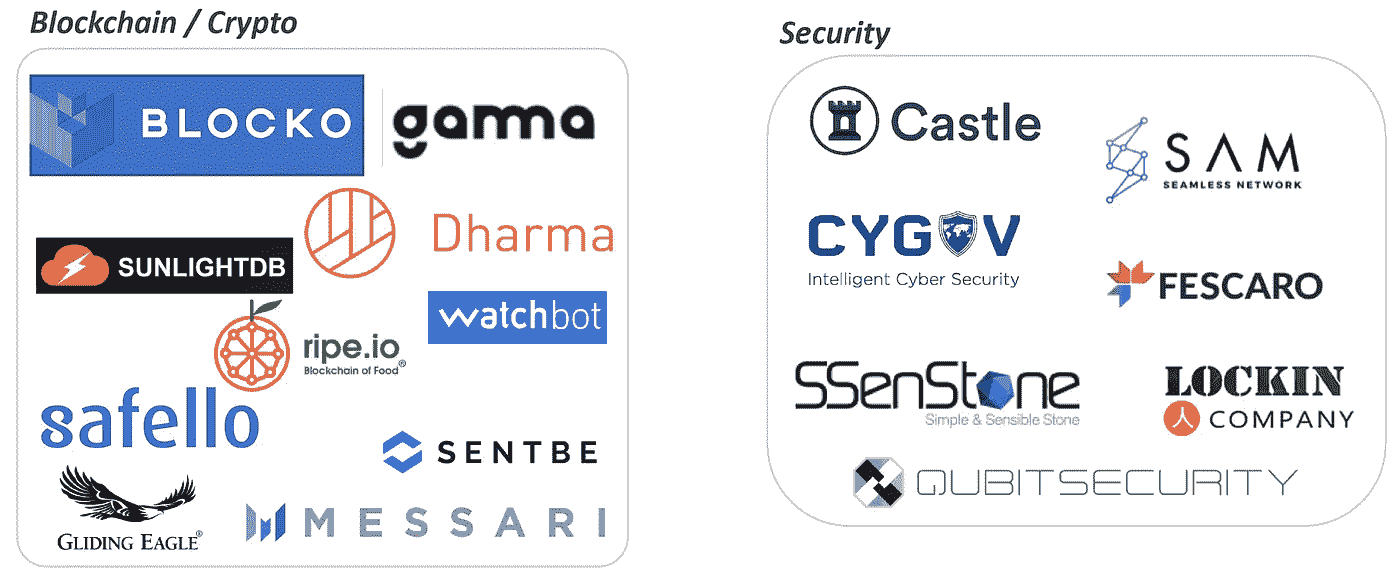 Blockchain / Crypto
BLOCKO
gamma
SUNLIGHTDB
Dharma
watchbot
ripe.io
Blockchain of Food®
safello
SENTBE
GLIDING EAGLE®
MESSARI
Security
Castle
SAM
SEAMLESS NETWORK
CYGOV
Intelligent Cyber Security
FESCARO
SSenStone
Simple & Sensible Stone
LOCKIN
COMPANY
QUBITSECURITY